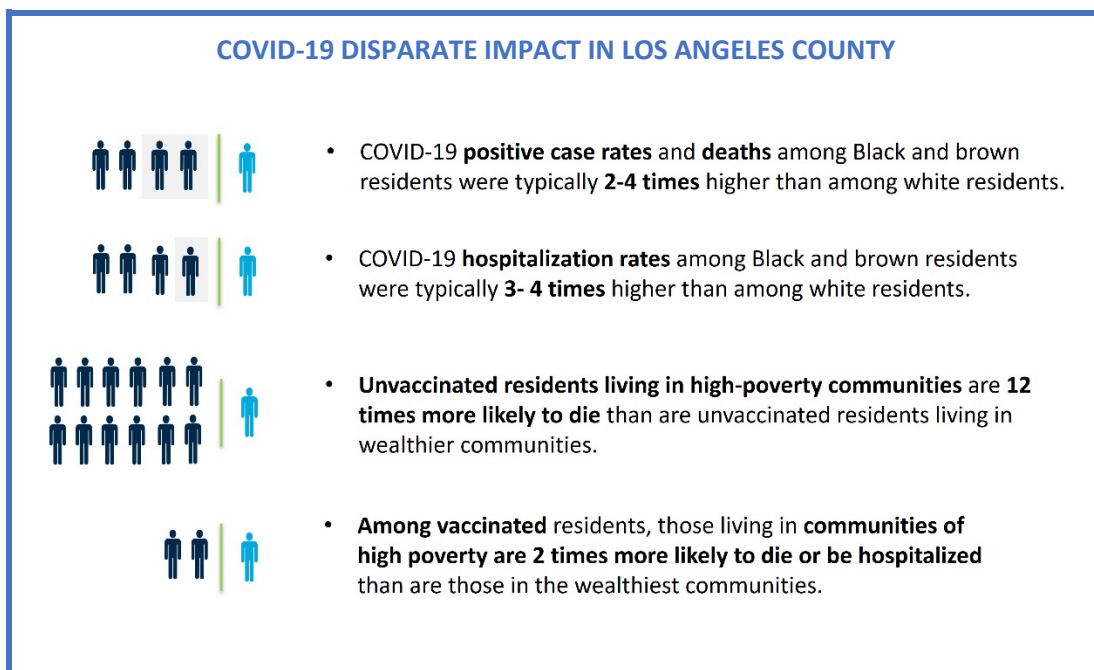 COVID-19 DISPARATE IMPACT IN LOS ANGELES COUNTY
• COVID-19 positive case rates and deaths among Black and brown
residents were typically 2-4 times higher than among white residents.
• COVID-19 hospitalization rates among Black and brown residents
were typically 3- 4 times higher than among white residents.
• Unvaccinated residents living in high-poverty communities are 12
times more likely to die than are unvaccinated residents living in
wealthier communities.
• Among vaccinated residents, those living in communities of
high poverty are 2 times more likely to die or be hospitalized
than are those in the wealthiest communities.